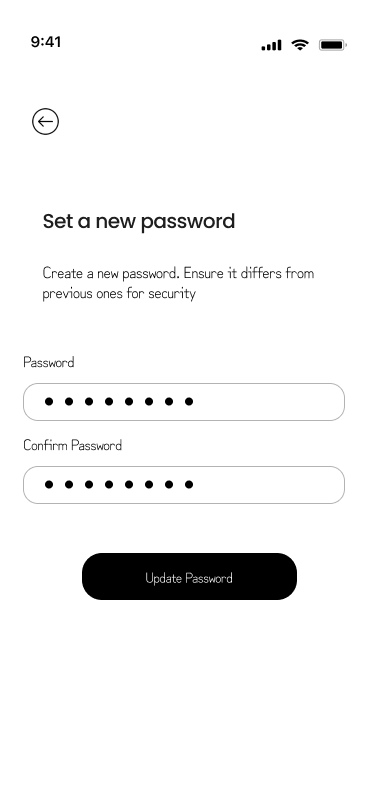 9:41
Set a new password
Create a new password. Ensure it differs from
previous ones for security
Password
Confirm Password
Update Password